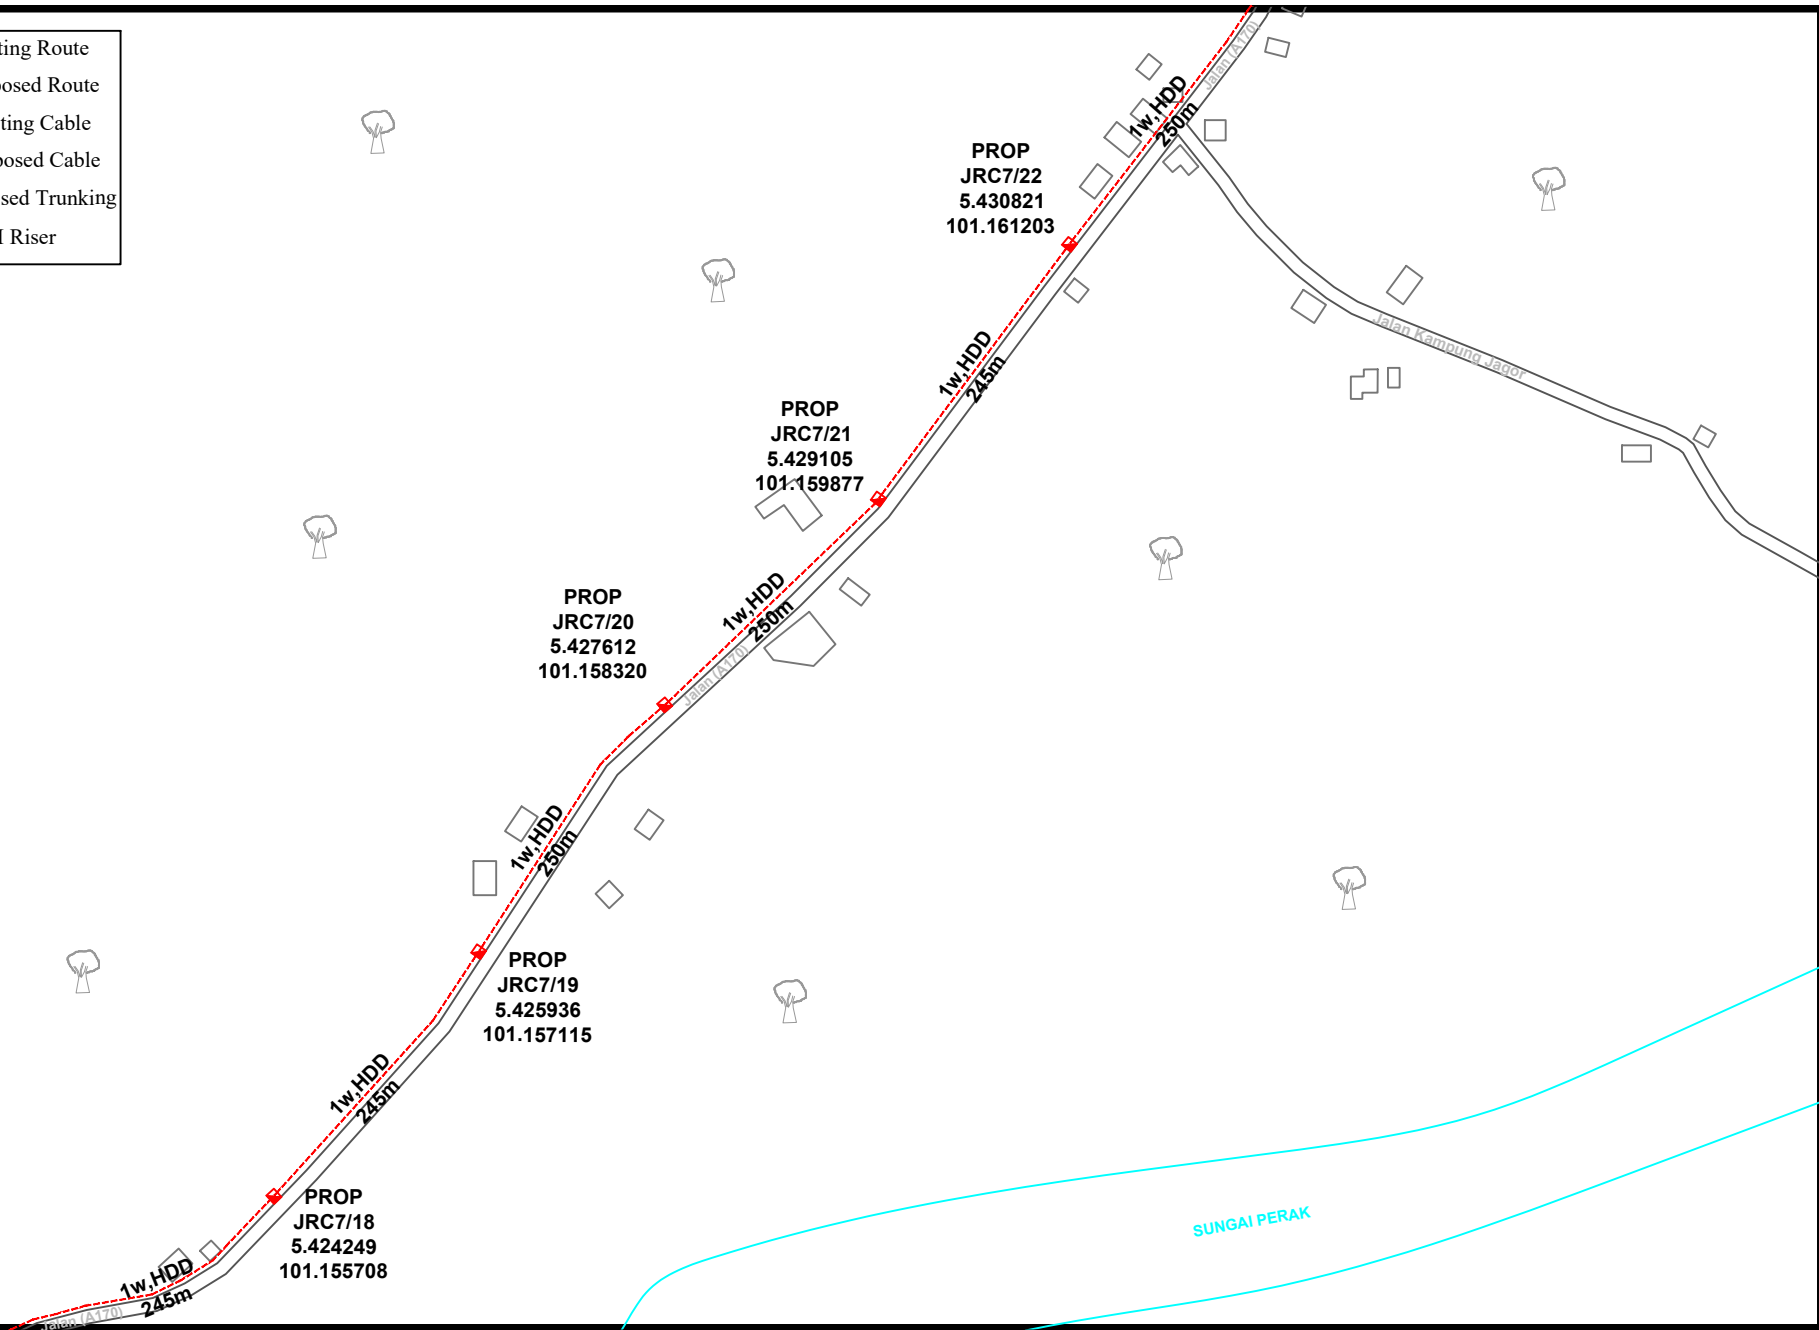 ting Route
posed Route
ting Cable
posed Cable
sed Trunking
Riser
Jalan (A170)
1w,HDD
250m
PROP
JRC7/22
5.430821
101.161203
Jalan Kampung Jagor
1w,HDD
245m
PROP
JRC7/21
5.429105
101.159877
1w,HDD
250m
PROP
JRC7/20
5.427612
101.158320
Jalan (A170)
1w,HDD
250m
PROP
JRC7/19
5.425936
101.157115
1w,HDD
245m
PROP
JRC7/18
5.424249
101.155708
SUNGAI PERAK
1w,HDD
245m
Jalan (A170)